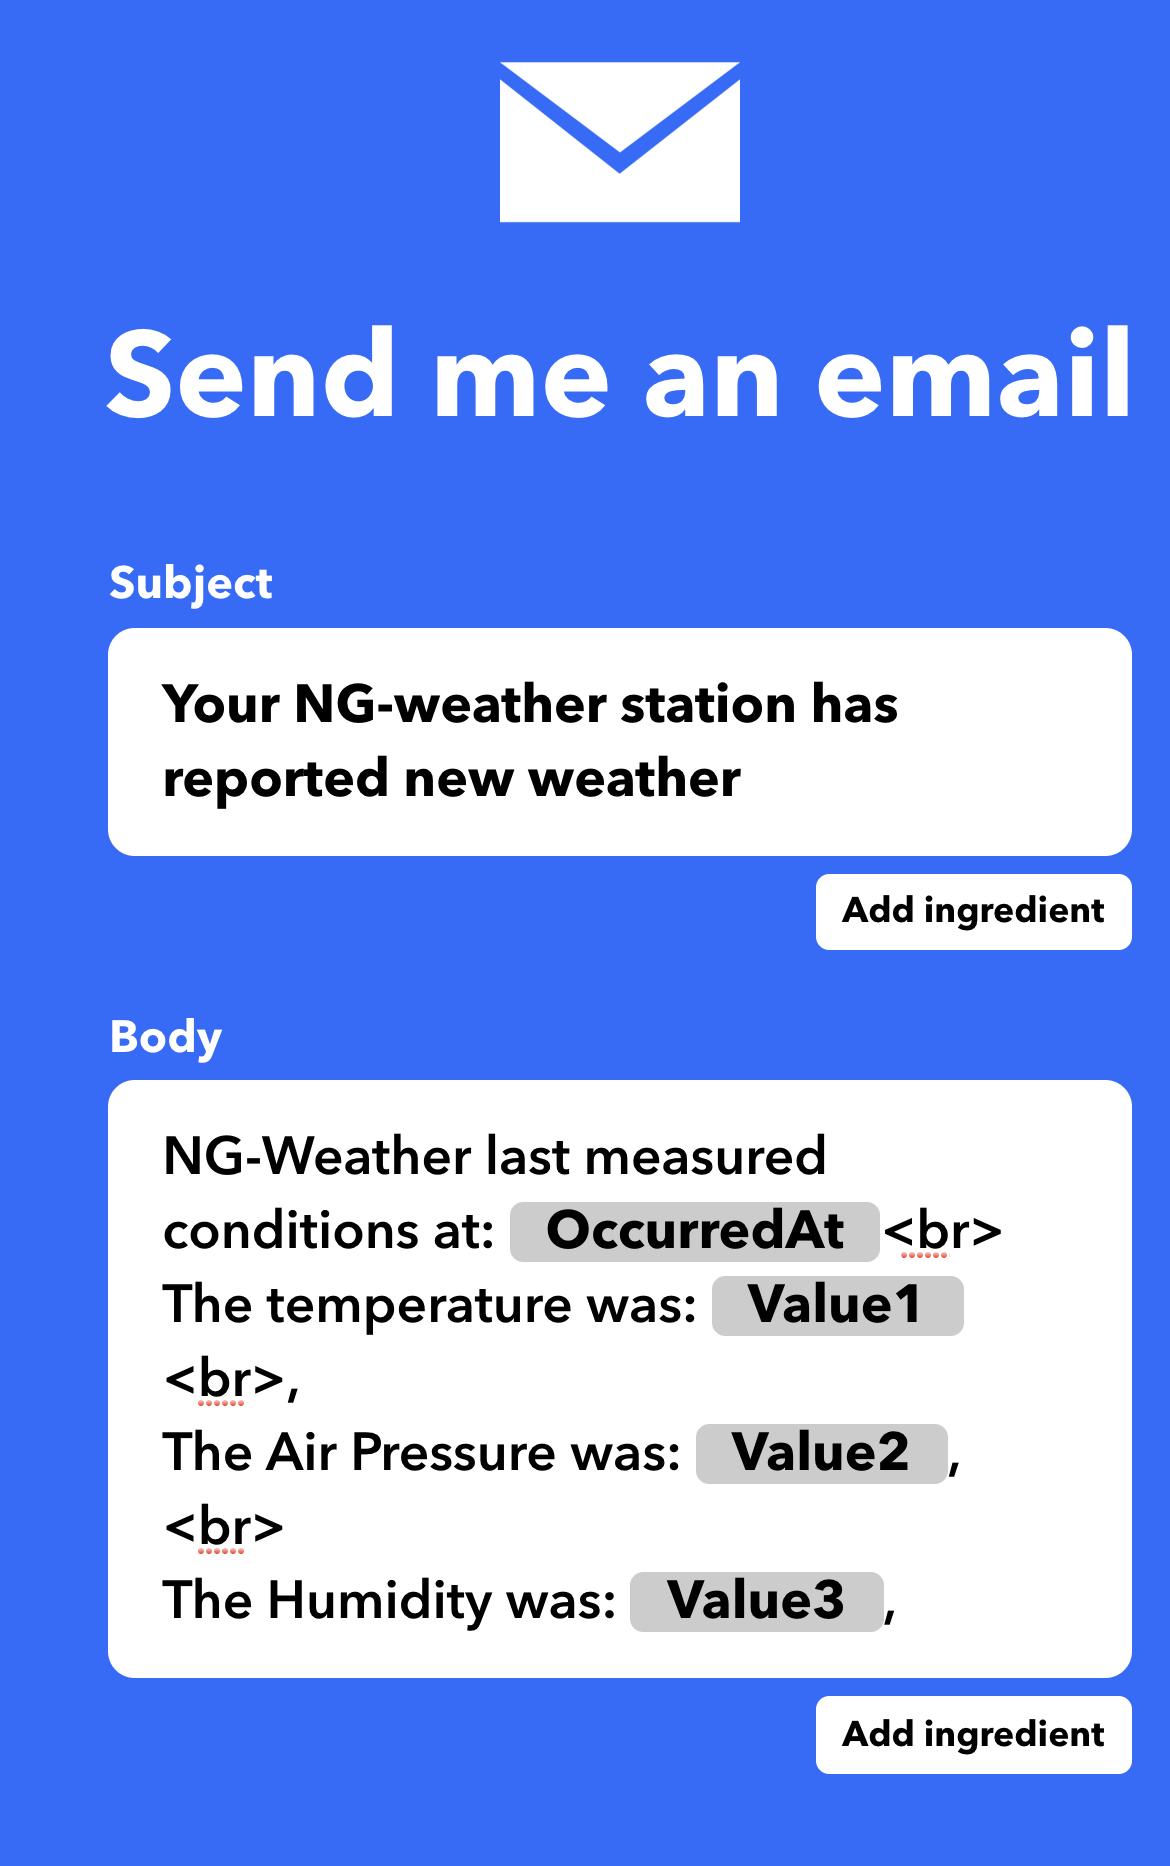 Send me an email
Subject
Your NG-weather station has
reported new weather
Add ingredient
Body
NG-Weather last measured
conditions at: OccurredAt <br>
The temperature was: Value1
<br>,
The Air Pressure was: Value2 ,
<br>
The Humidity was: Value3 ,
Add ingredient